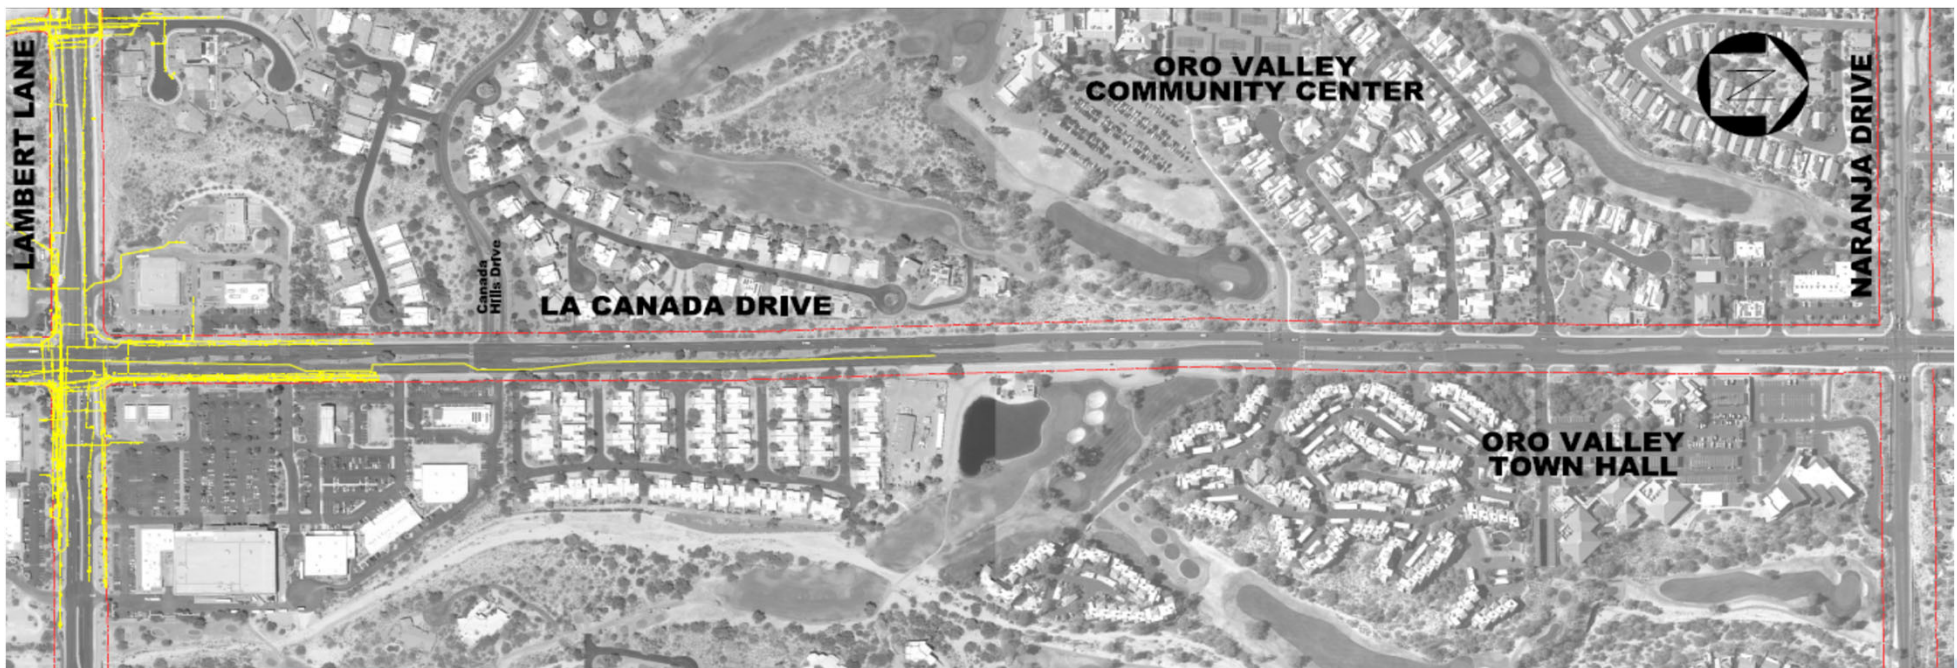 LAMBERT LANE
ORO VALLEY
COMMUNITY CENTER
N
NARANJA DRIVE
Canada
Hills Drive
LA CANADA DRIVE
ORO VALLEY
TOWN HALL